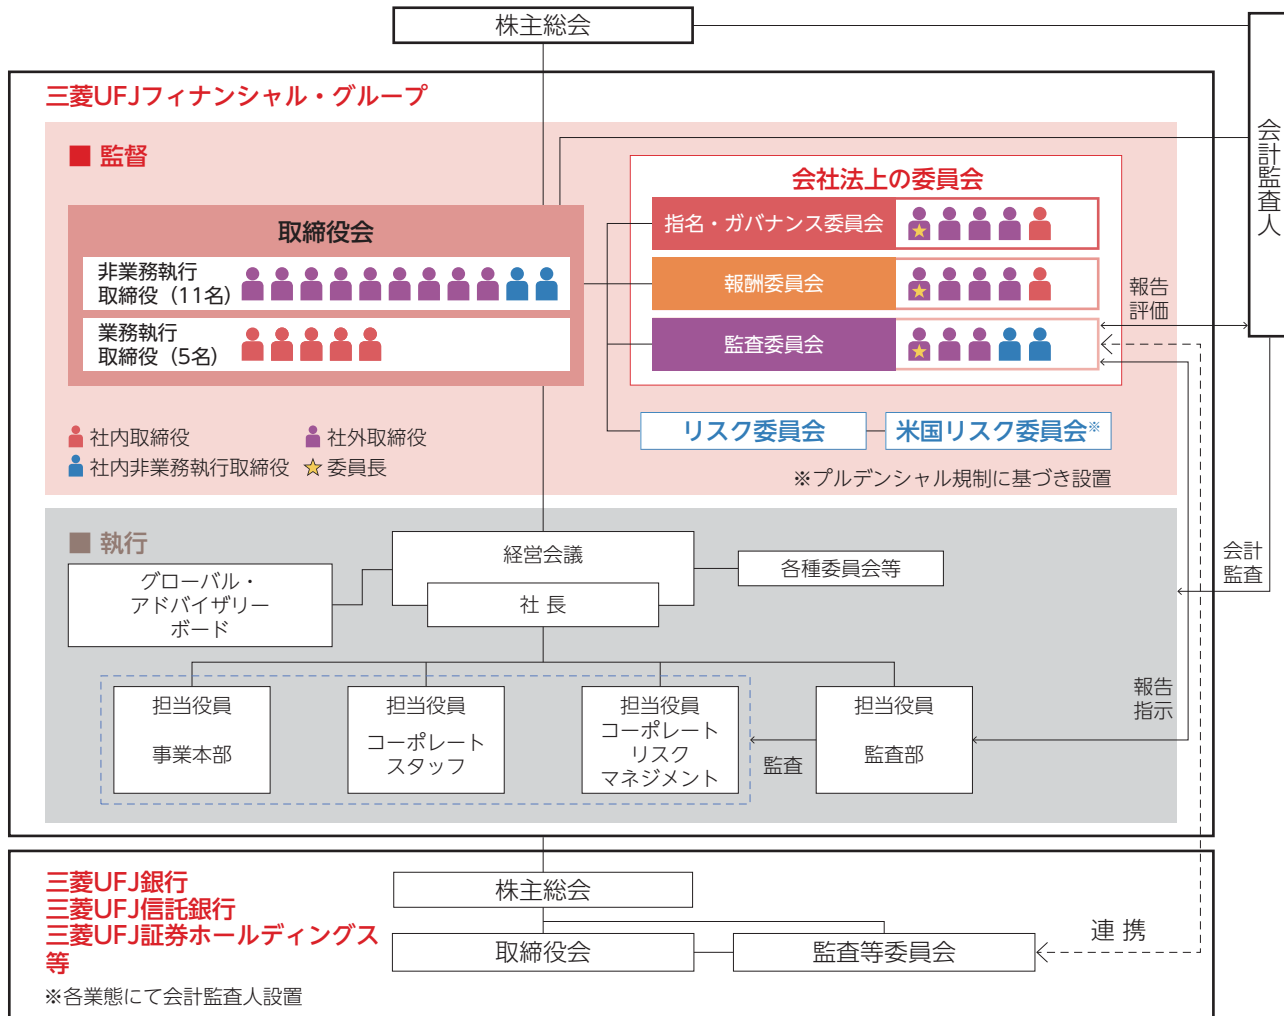 株主総会
会計監査人
三菱UFJフィナンシャル・グループ
■ 監督
取締役会
非業務執行
取締役（11名）
業務執行
取締役（5名）
会社法上の委員会
指名・ガバナンス委員会
報酬委員会
監査委員会
報告
評価
社内取締役
社外取締役
社内非業務執行取締役
委員長
リスク委員会
米国リスク委員会※
※プルデンシャル規制に基づき設置
■ 執行
経営会議
社 長
グローバル・
アドバイザリー
ボード
各種委員会等
会計
監査
担当役員
事業本部
担当役員
コーポレート
スタッフ
担当役員
コーポレート
リスク
マネジメント
監査
担当役員
監査部
報告
指示
三菱UFJ銀行
三菱UFJ信託銀行
三菱UFJ証券ホールディングス
等
※各業態にて会計監査人設置
株主総会
取締役会
監査等委員会
連 携